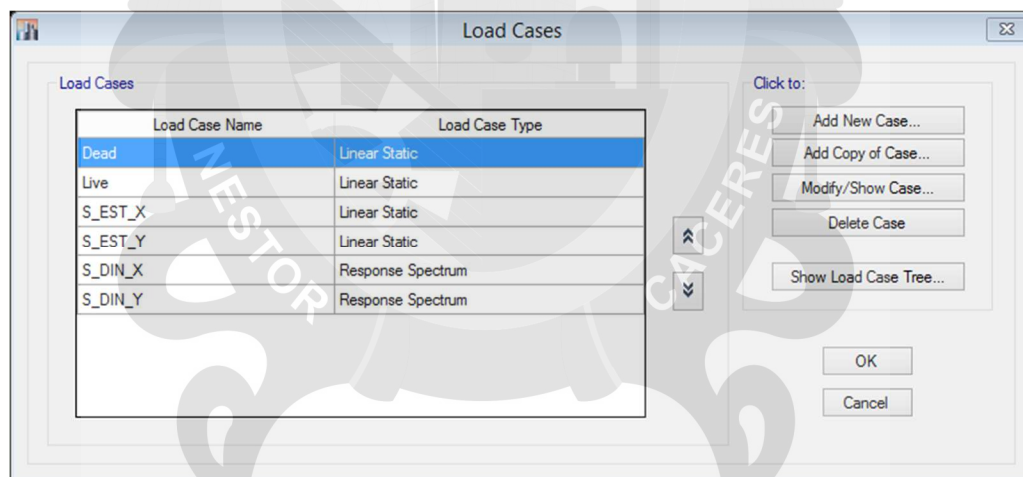 Load Cases
Load Cases
Click to:
Load Case Name Load Case Type
Dead Linear Static
Live Linear Static
S_EST_X Linear Static
S_EST_Y Linear Static
S_DIN_X Response Spectrum
S_DIN_Y Response Spectrum
Add New Case...
Add Copy of Case...
Modify/Show Case...
Delete Case
Show Load Case Tree...
OK
Cancel
NESTOR
CACERES